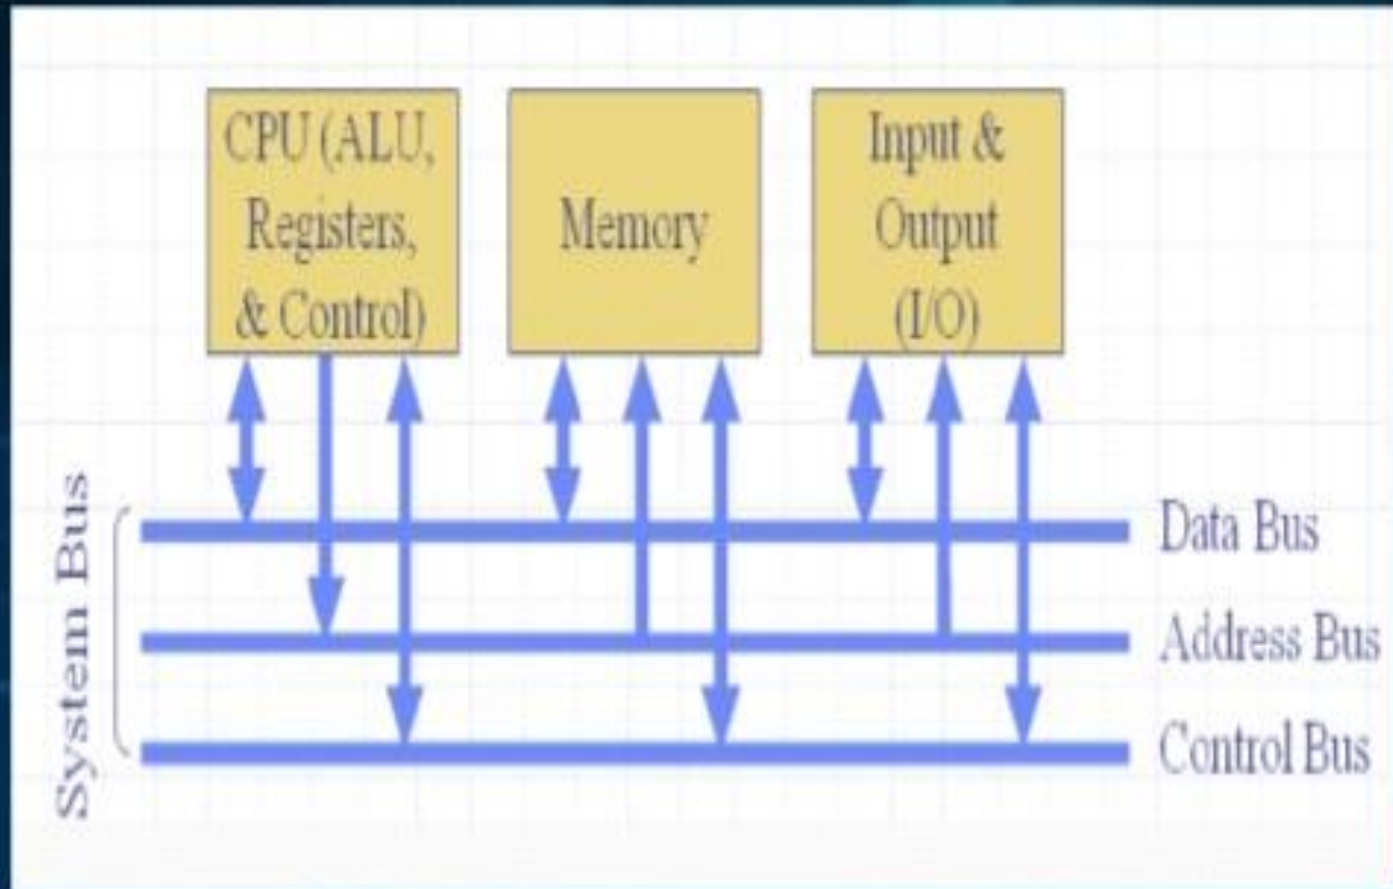 CPU (ALU,
Registers,
& Control)
Memory
Input &
Output
(I/O)
System Bus
Data Bus
Address Bus
Control Bus